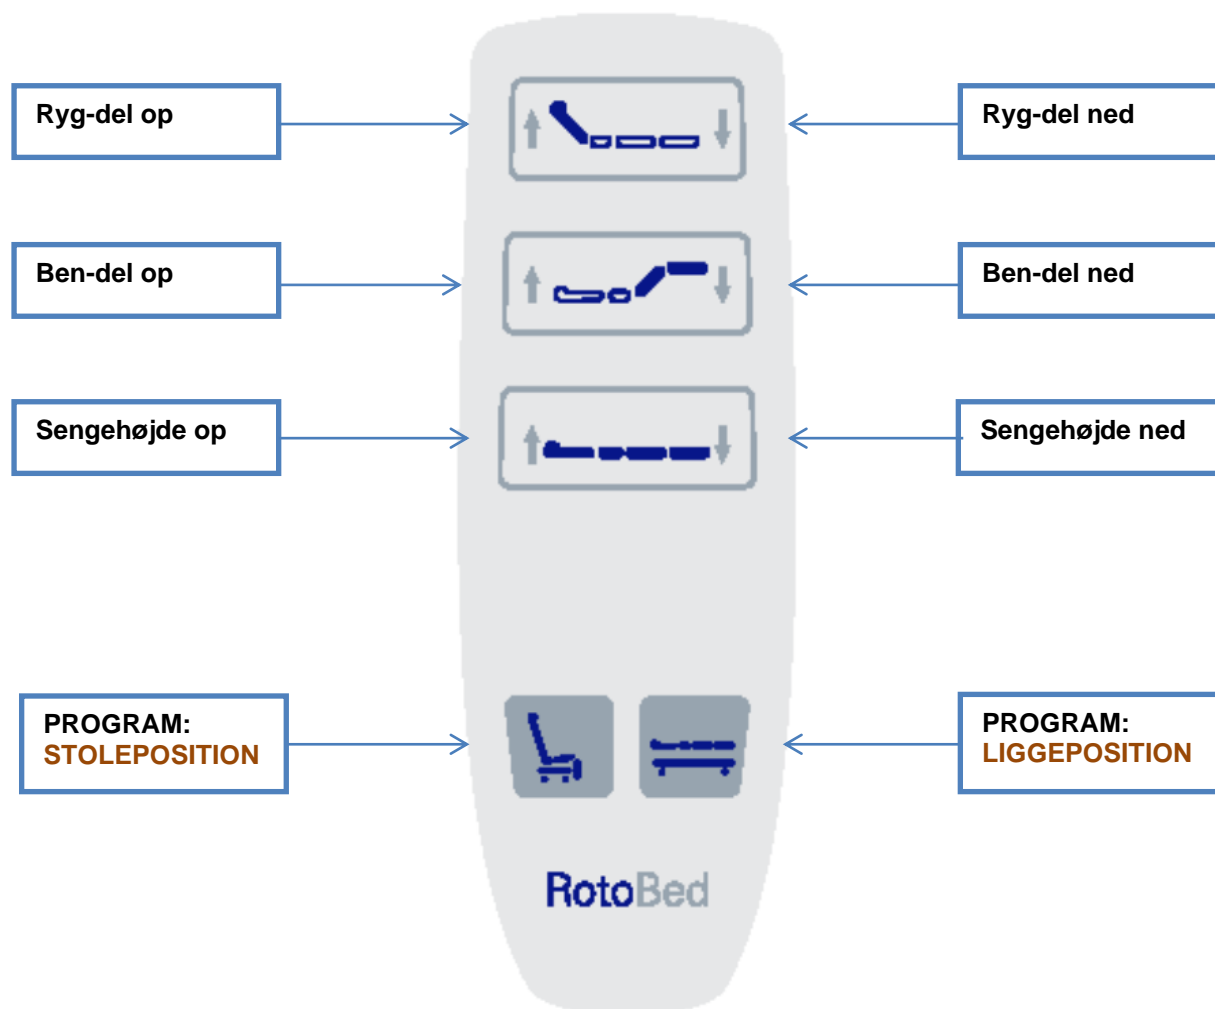 Ryg-del op
Ryg-del ned
Ben-del op
Ben-del ned
Sengehøjde op
Sengehøjde ned
PROGRAM:
STOLEPOSITION
PROGRAM:
LIGGEPOSITION
RotoBed